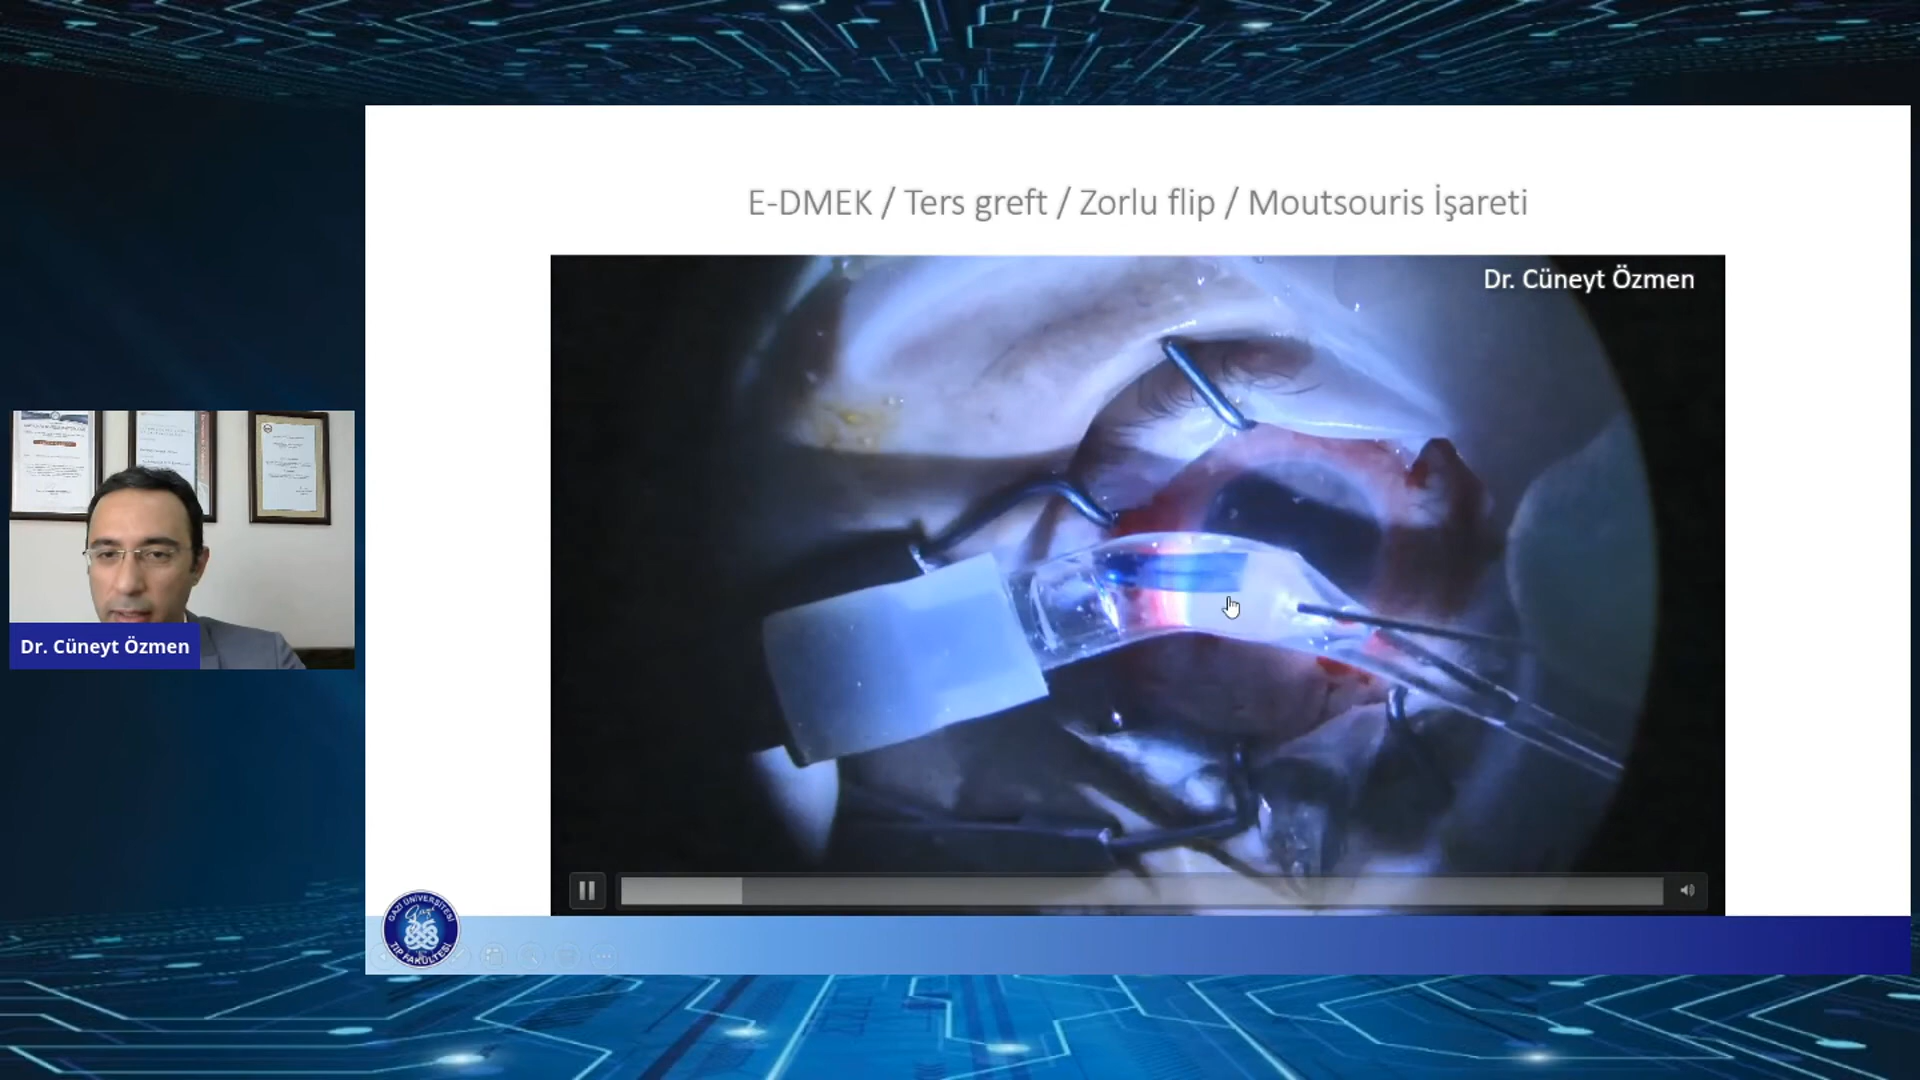 E-DMEK / Ters greft / Zorlu flip / Moutsouris İşareti
Dr. Cüneyt Özmen
Dr. Cüneyt Özmen
GAZİ ÜNİVERSİTESİ
Gazi
TIP FAKÜLTESİ